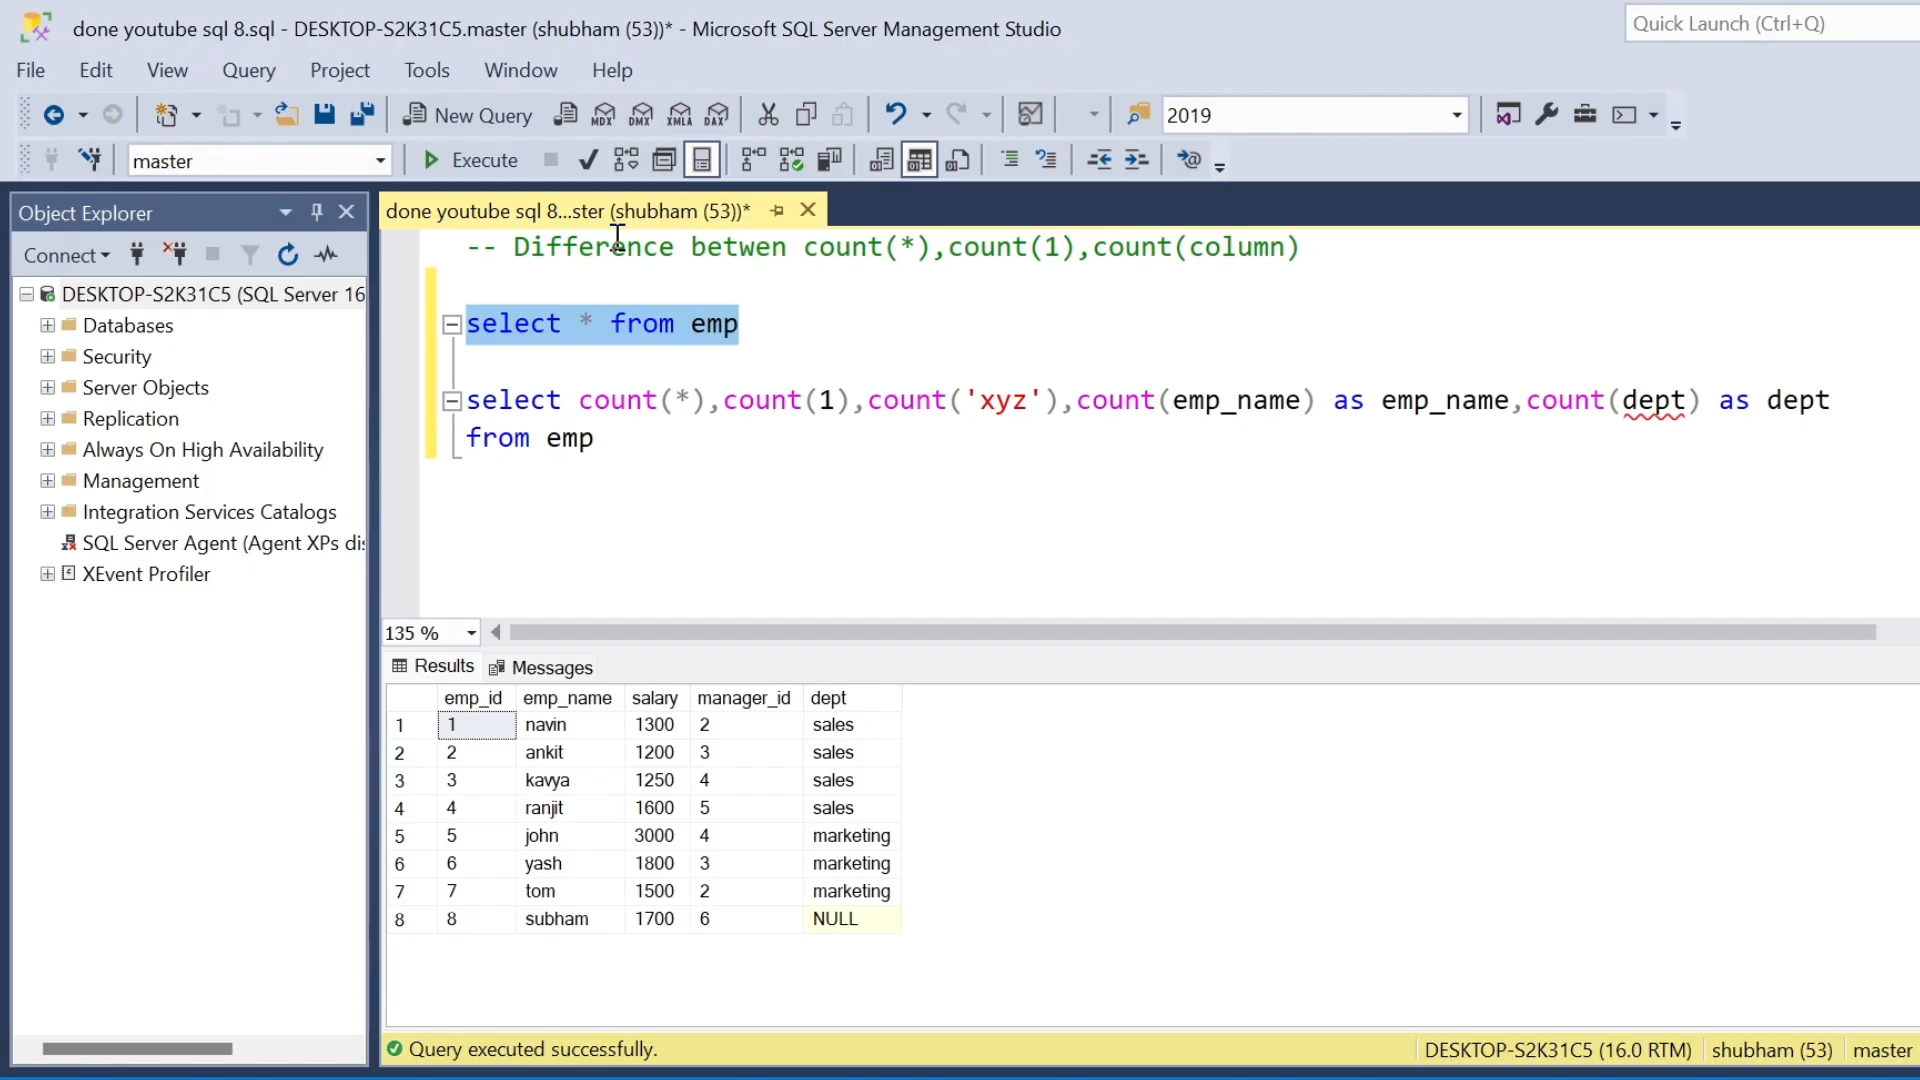 done youtube sql 8.sql - DESKTOP-S2K31C5.master (shubham (53))* - Microsoft SQL Server Management Studio
Quick Launch (Ctrl+Q)
File Edit View Query Project Tools Window Help
New Query MDX DMX XMLA DAX 2019
master Execute
Object Explorer
Connect
DESKTOP-S2K31C5 (SQL Server 16
Databases
Security
Server Objects
Replication
Always On High Availability
Management
Integration Services Catalogs
SQL Server Agent (Agent XPs dis
XEvent Profiler
done youtube sql 8...ster (shubham (53))*
-- Difference betwen count(*),count(1),count(column)
select * from emp
select count(*),count(1),count('xyz'),count(emp_name) as emp_name,count(dept) as dept
from emp
135 %
Results Messages
emp_id emp_name salary manager_id dept
1 1 navin 1300 2 sales
2 2 ankit 1200 3 sales
3 3 kavya 1250 4 sales
4 4 ranjit 1600 5 sales
5 5 john 3000 4 marketing
6 6 yash 1800 3 marketing
7 7 tom 1500 2 marketing
8 8 subham 1700 6 NULL
Query executed successfully.
DESKTOP-S2K31C5 (16.0 RTM) shubham (53) master